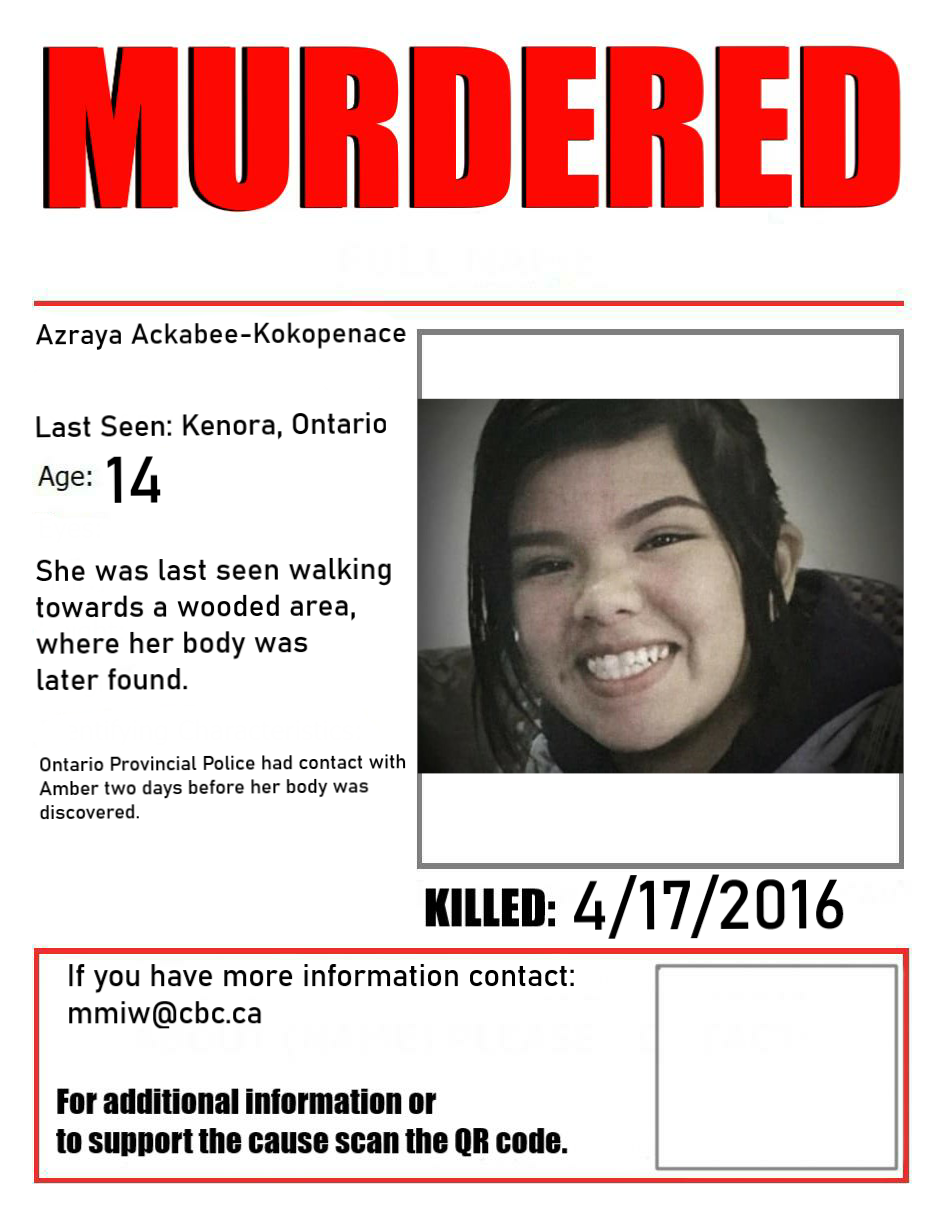 MURDERED
Azraya Ackabee-Kokopenace
Last Seen: Kenora, Ontario
Age: 14
She was last seen walking
towards a wooded area,
where her body was
later found.
Ontario Provincial Police had contact with
Amber two days before her body was
discovered.
KILLED: 4/17/2016
If you have more information contact:
mmiw@cbc.ca
For additional information or
to support the cause scan the QR code.